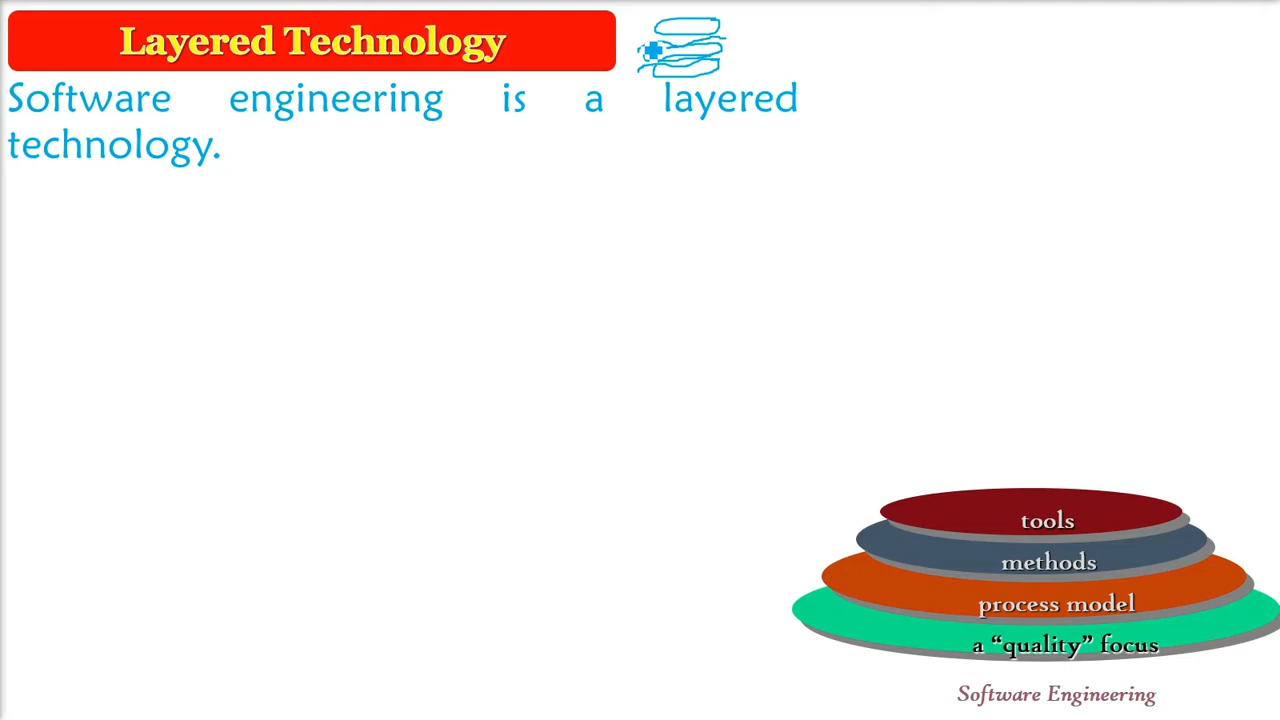 Layered Technology
Software engineering is a layered
technology.
tools
methods
process model
a “quality” focus
Software Engineering